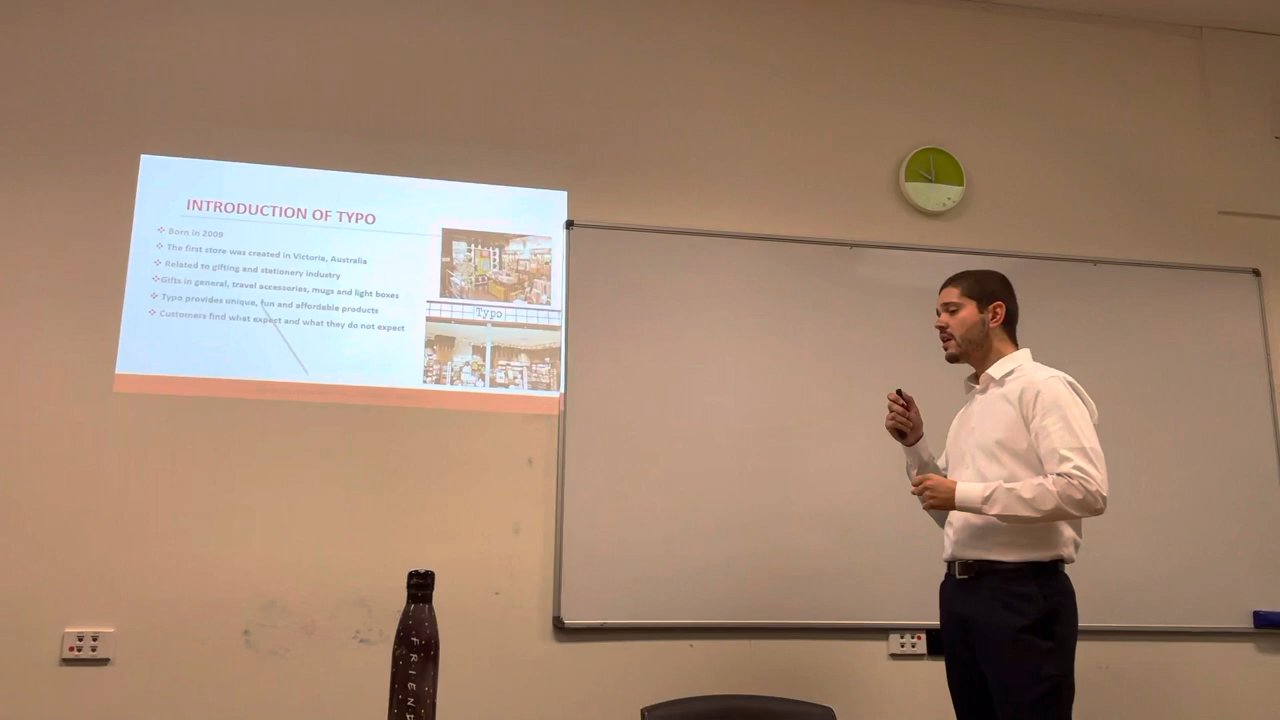 INTRODUCTION OF TYPO
Born in 2009
The first store was created in Victoria, Australia
Related to gifting and stationery industry
Gifts in general, travel accessories, mugs and light boxes
Typo provides unique, fun and affordable products
Customers find what expect and what they do not expect
Typo
FRIEND